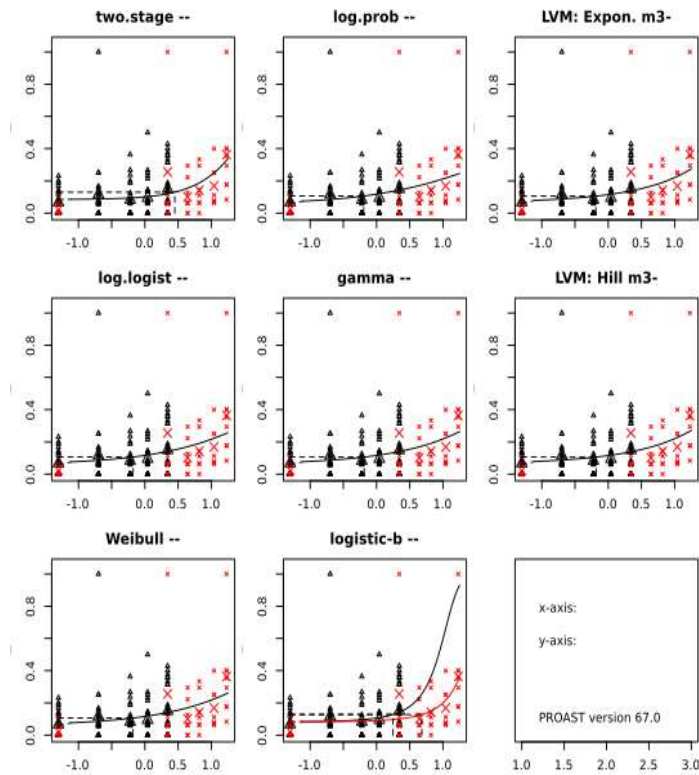 two.stage --
log.prob --
LVM: Expon. m3-
0.0 0.4 0.8
0.0 0.4 0.8
0.0 0.4 0.8
-1.0 0.0 0.5 1.0
-1.0 0.0 0.5 1.0
-1.0 0.0 0.5 1.0
log.logist --
gamma --
LVM: Hill m3-
0.0 0.4 0.8
0.0 0.4 0.8
0.0 0.4 0.8
-1.0 0.0 0.5 1.0
-1.0 0.0 0.5 1.0
-1.0 0.0 0.5 1.0
Weibull --
logistic-b --
0.0 0.4 0.8
0.0 0.4 0.8
x-axis:
y-axis:
PROAST version 67.0
-1.0 0.0 0.5 1.0
-1.0 0.0 0.5 1.0
1.0 1.5 2.0 2.5 3.0